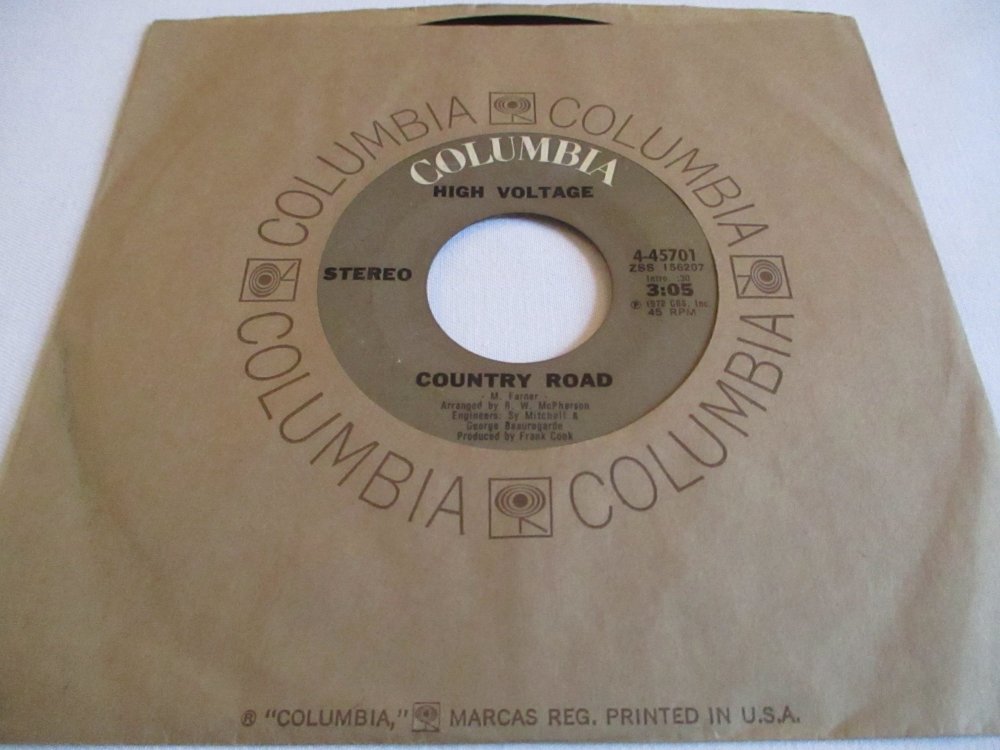 COLUMBIA COLUMBIA
COLUMBIA COLUMBIA
COLUMBIA COLUMBIA
COLUMBIA
HIGH VOLTAGE
STEREO
4-45701
ZSS 156207
Intro. :30
3:05
℗ 1972 CBS, Inc.
45 RPM
COUNTRY ROAD
- M. Farner -
Arranged by R. W. McPherson
Engineers: Sy Mitchell &
George Beauregarde
Produced by Frank Cook
® "COLUMBIA," MARCAS REG. PRINTED IN U.S.A.